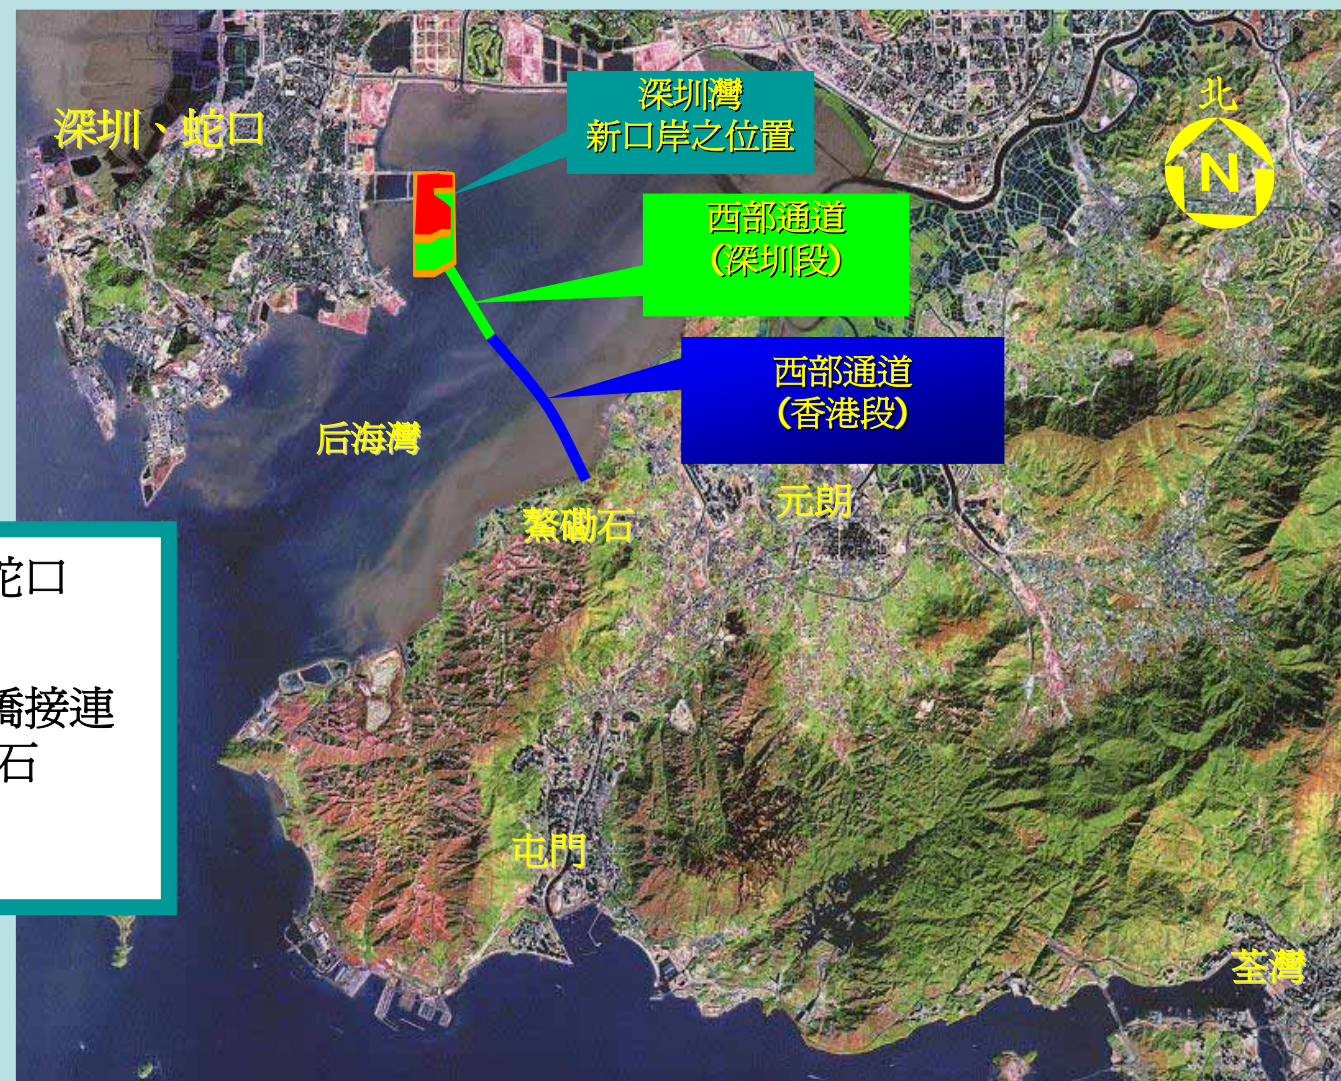 深圳、蛇口
深圳灣
新口岸之位置
北
N
西部通道
(深圳段)
西部通道
(香港段)
后海灣
元朗
鰲磡石
蛇口
橋接連
石
屯門
荃灣